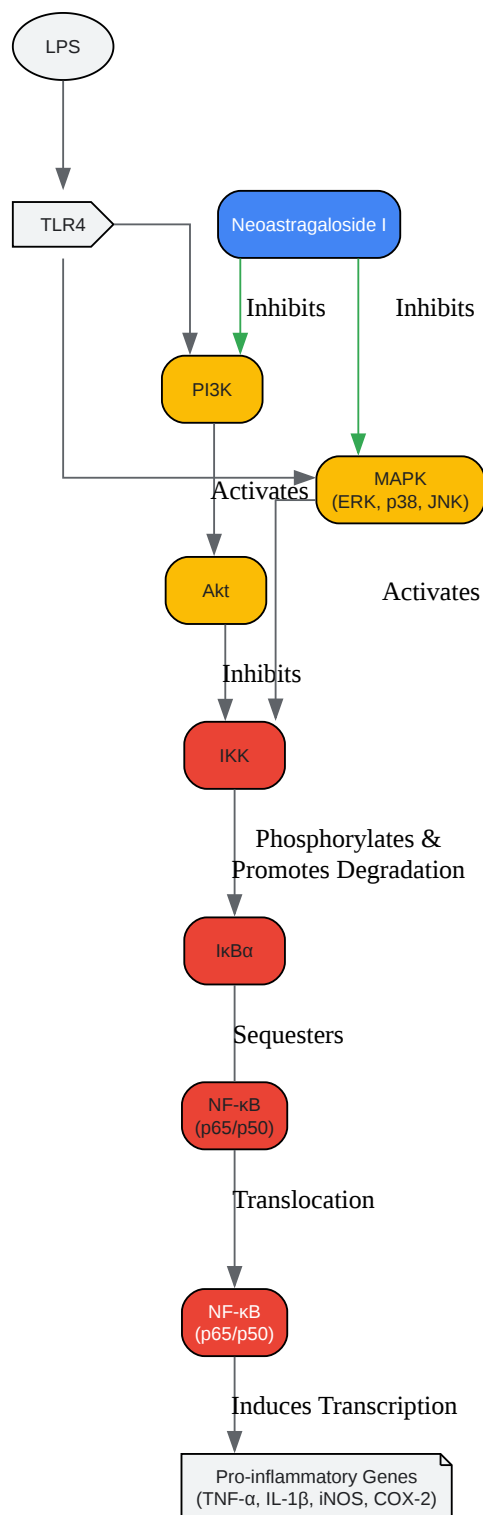 LPS
TLR4
Neoastragaloside I
Inhibits
Inhibits
PI3K
MAPK
(ERK, p38, JNK)
Activates
Akt
Activates
Inhibits
IKK
Phosphorylates &
Promotes Degradation
IκBα
Sequesters
NF-κB
(p65/p50)
Translocation
NF-κB
(p65/p50)
Induces Transcription
Pro-inflammatory Genes
(TNF-α, IL-1β, iNOS, COX-2)